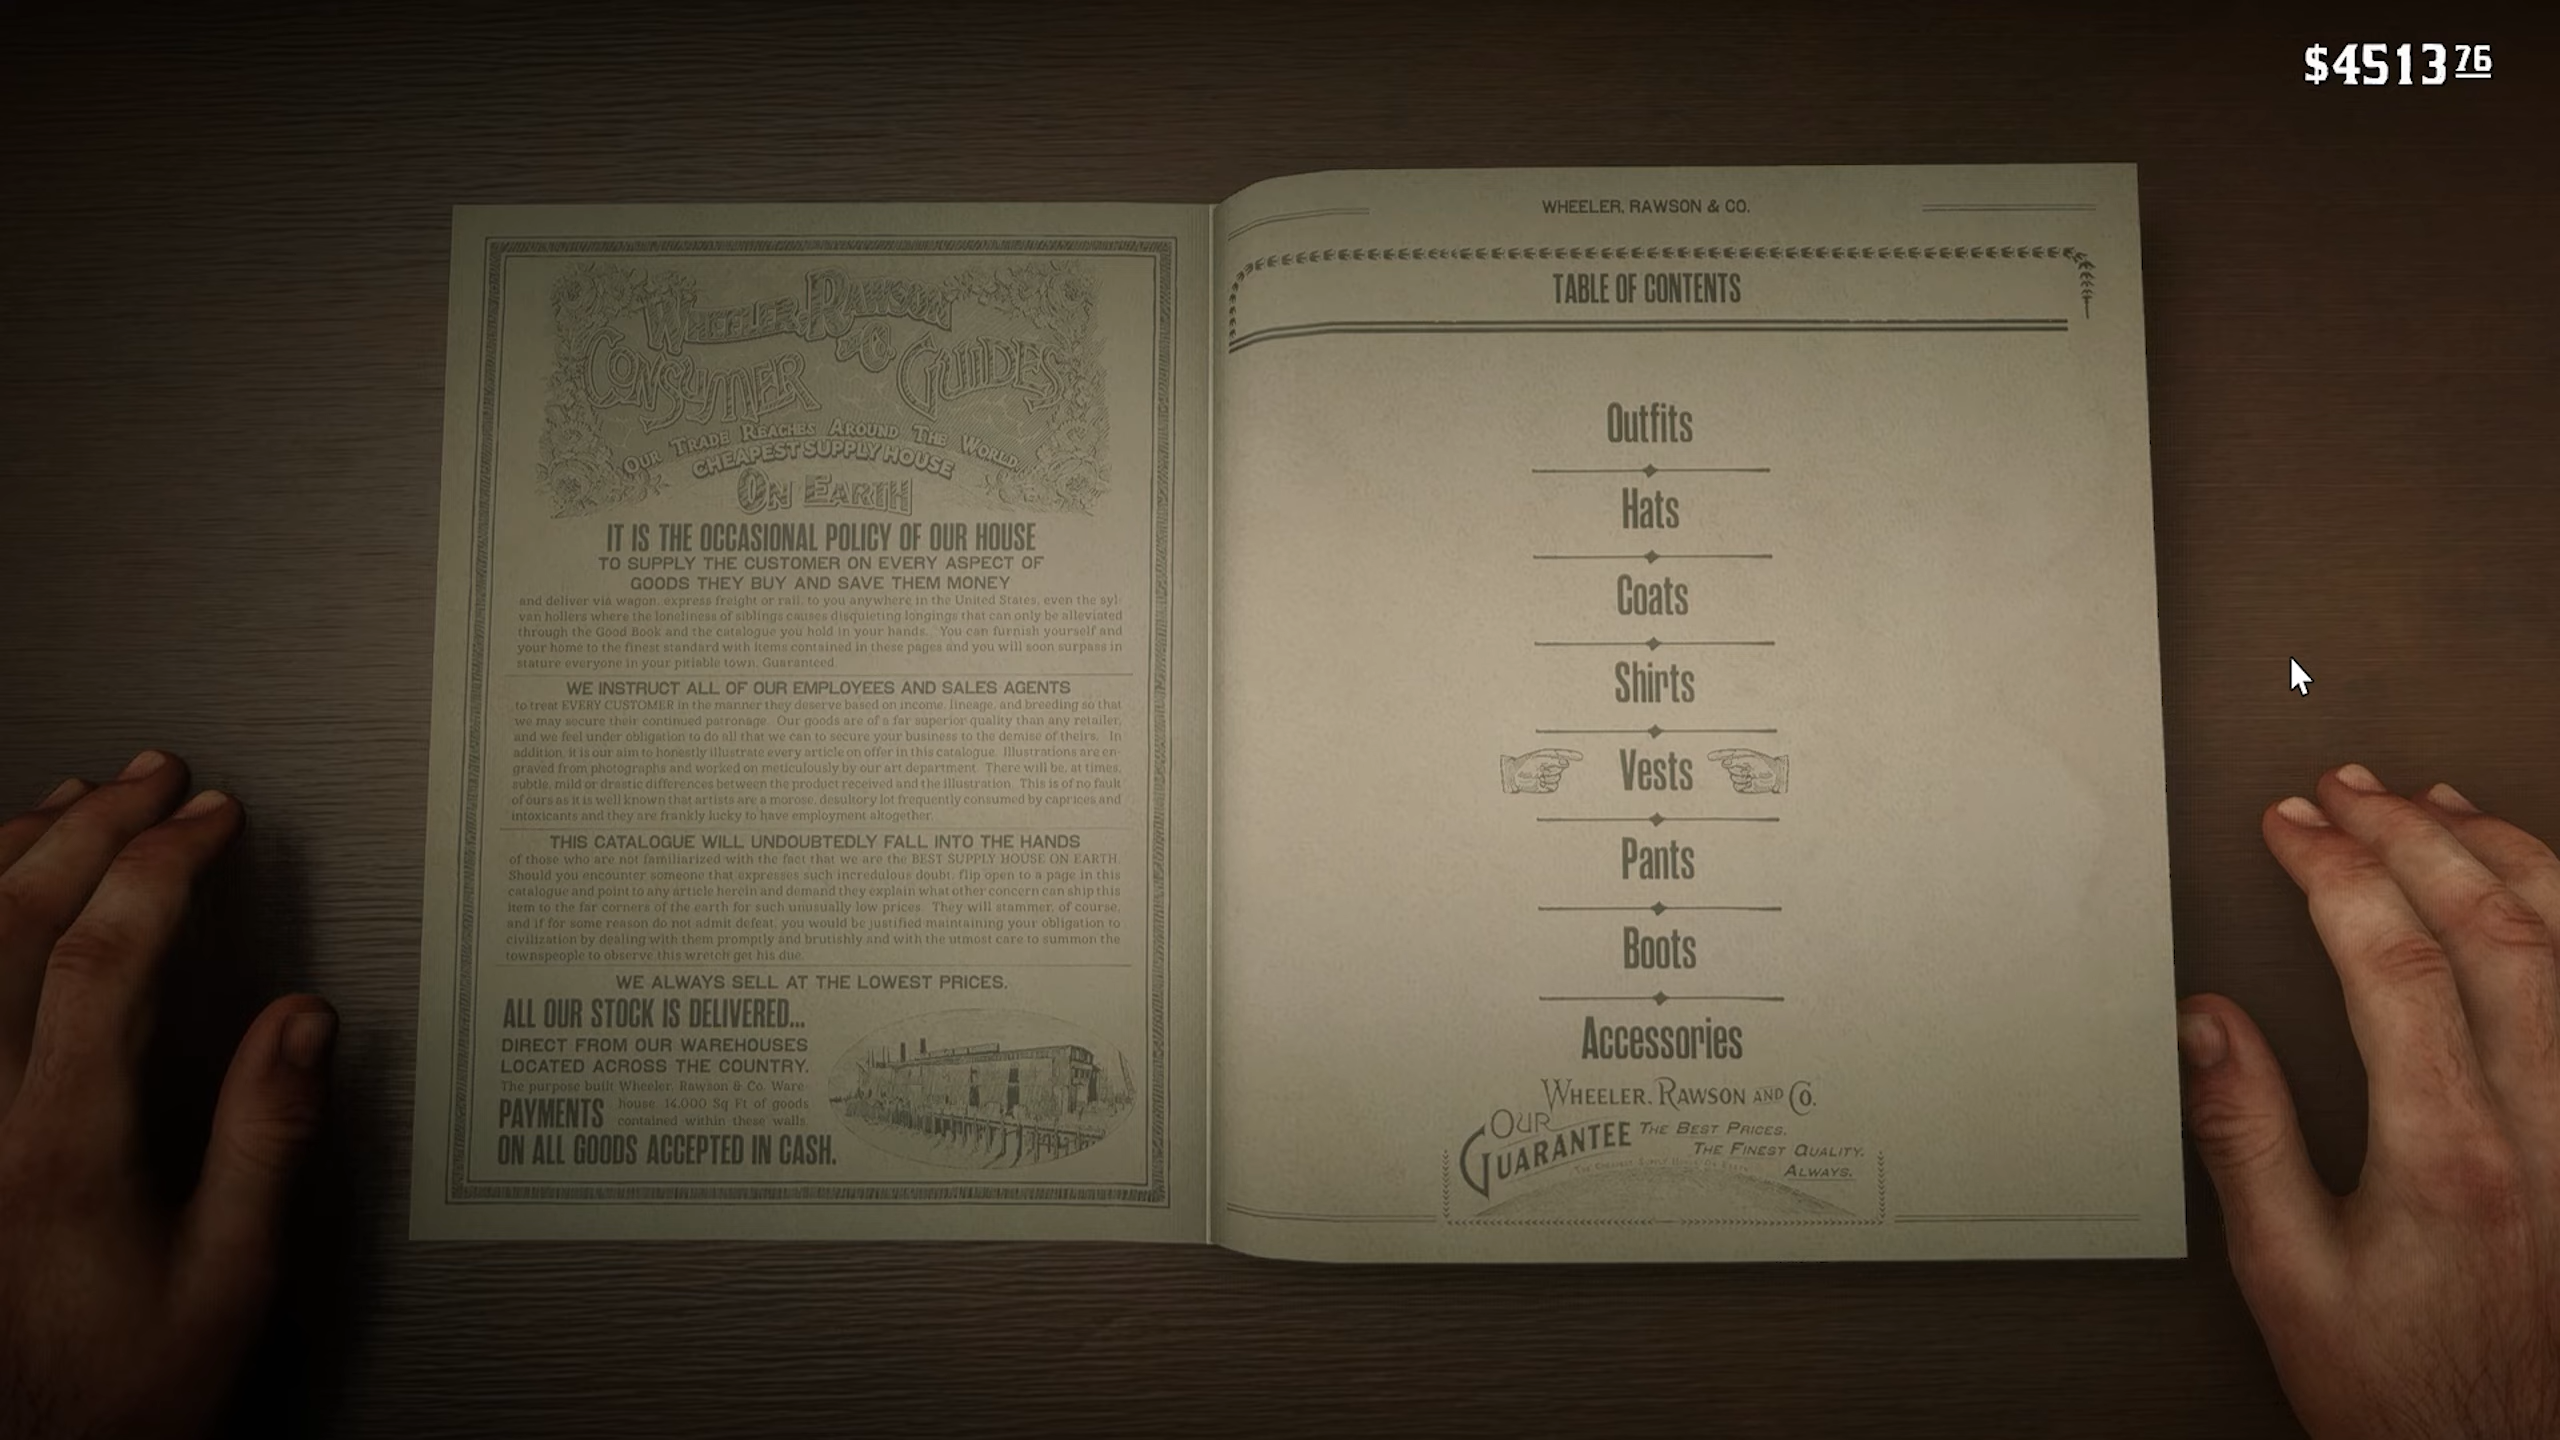 $4513 76
WHEELER, RAWSON & CO.
CONSUMER GUIDES
OUR TRADE REACHES AROUND THE WORLD.
CHEAPEST SUPPLY HOUSE
ON EARTH
IT IS THE OCCASIONAL POLICY OF OUR HOUSE
TO SUPPLY THE CUSTOMER ON EVERY ASPECT OF
GOODS THEY BUY AND SAVE THEM MONEY
and deliver via wagon, express freight or rail, to you anywhere in the United States, even the syl-
van hollers where the loneliness of siblings causes disquieting longings that can only be alleviated
through the Good Book and the catalogue you hold in your hands. You can furnish yourself and
your home to the finest standard with items contained in these pages and you will soon surpass in
stature everyone in your pitiable town. Guaranteed.
WE INSTRUCT ALL OF OUR EMPLOYEES AND SALES AGENTS
to treat EVERY CUSTOMER in the manner they deserve based on income, lineage, and breeding so that
we may secure their continued patronage. Our goods are of a far superior quality than any retailer,
and we feel under obligation to do all that we can to secure your business to the demise of theirs. In
addition, it is our aim to honestly illustrate every article on offer in this catalogue. Illustrations are en-
graved from photographs and worked on meticulously by our art department. There will be, at times,
subtle, mild or drastic differences between the product received and the illustration. This is of no fault
of ours as it is well known that artists are a morose, desultory lot frequently consumed by caprices and
intoxicants and they are frankly lucky to have employment altogether.
THIS CATALOGUE WILL UNDOUBTEDLY FALL INTO THE HANDS
of those who are not familiarized with the fact that we are the BEST SUPPLY HOUSE ON EARTH.
Should you encounter someone that expresses such incredulous doubt, flip open to a page in this
catalogue and point to any article herein and demand they explain what other concern can ship this
item to the far corners of the earth for such unusually low prices. They will stammer, of course,
and if for some reason do not admit defeat, you would be justified maintaining your obligation to
civilization by dealing with them promptly and brutishly and with the utmost care to summon the
townspeople to observe this wretch get his due.
WE ALWAYS SELL AT THE LOWEST PRICES.
ALL OUR STOCK IS DELIVERED...
DIRECT FROM OUR WAREHOUSES
LOCATED ACROSS THE COUNTRY.
The purpose built Wheeler, Rawson & Co. Ware-
house. 14,000 Sq Ft of goods
contained within these walls.
PAYMENTS
ON ALL GOODS ACCEPTED IN CASH.
WHEELER, RAWSON & CO.
TABLE OF CONTENTS
Outfits
Hats
Coats
Shirts
Vests
Pants
Boots
Accessories
WHEELER, RAWSON AND CO.
OUR GUARANTEE
THE BEST PRICES.
THE FINEST QUALITY.
ALWAYS.